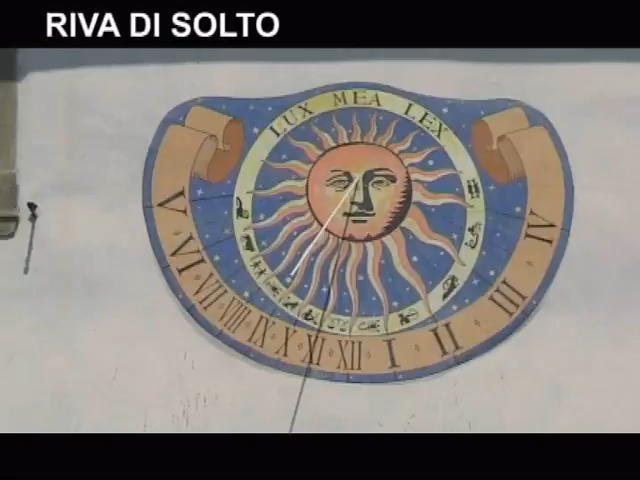 RIVA DI SOLTO
LUX MEA LEX
V · VI · VII · VIII · IX · X · XI · XII · I · II · III · IV